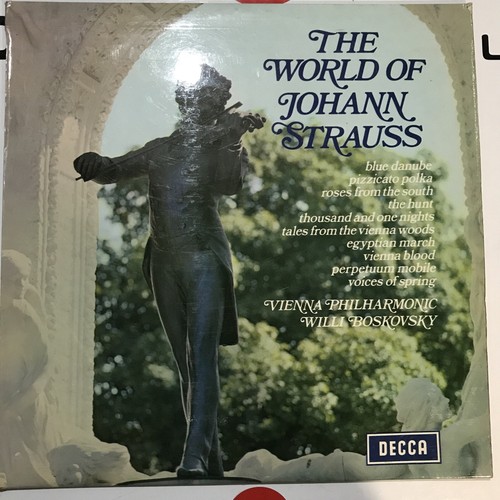 THE
WORLD OF
JOHANN
STRAUSS
blue danube
pizzicato polka
roses from the south
the hunt
thousand and one nights
tales from the vienna woods
egyptian march
vienna blood
perpetuum mobile
voices of spring
VIENNA PHILHARMONIC
WILLI BOSKOVSKY
DECCA